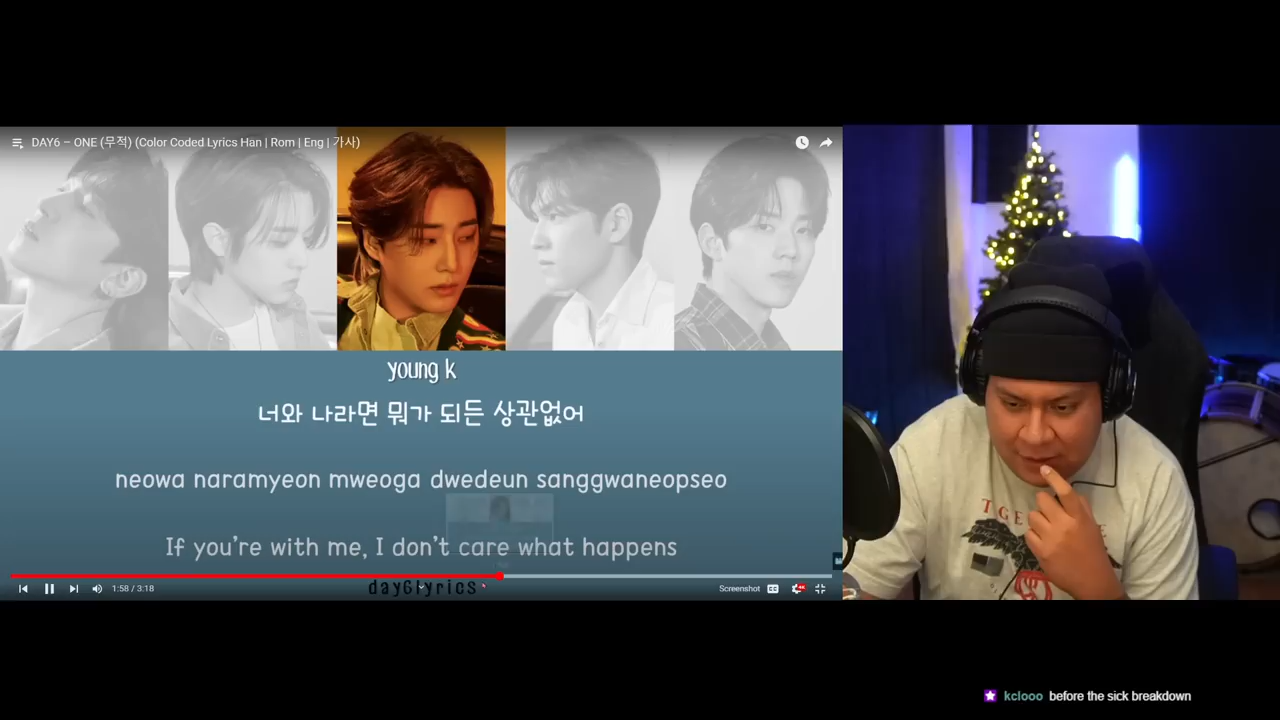 DAY6 – ONE (무적) (Color Coded Lyrics Han | Rom | Eng | 가사)
young k
너와 나라면 뭐가 되든 상관없어
neowa naramyeon mweoga dwedeun sanggwaneopseo
If you're with me, I don't care what happens
day6lyrics
1:58 / 3:18
Screenshot
CC
kclooo before the sick breakdown